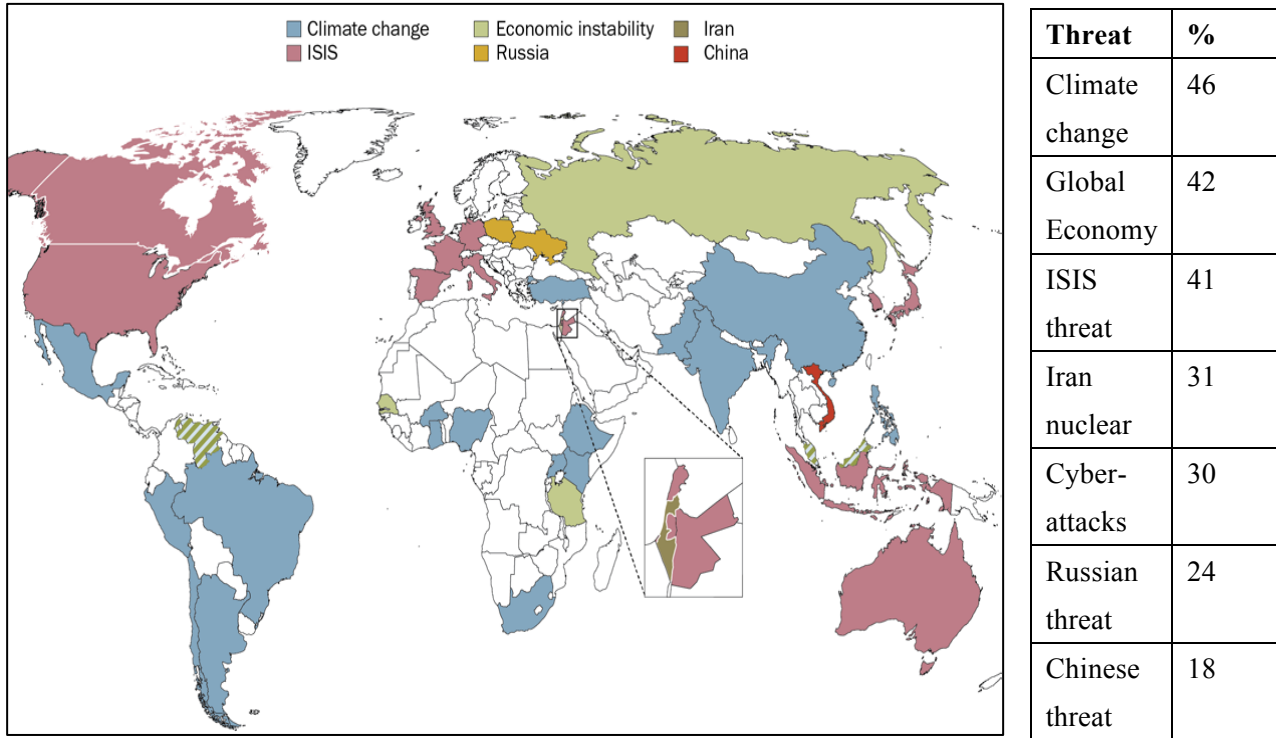 Climate change
Economic instability
Iran
ISIS
Russia
China
Threat %
Climate 46
change
Global 42
Economy
ISIS 41
threat
Iran 31
nuclear
Cyber- 30
attacks
Russian 24
threat
Chinese 18
threat